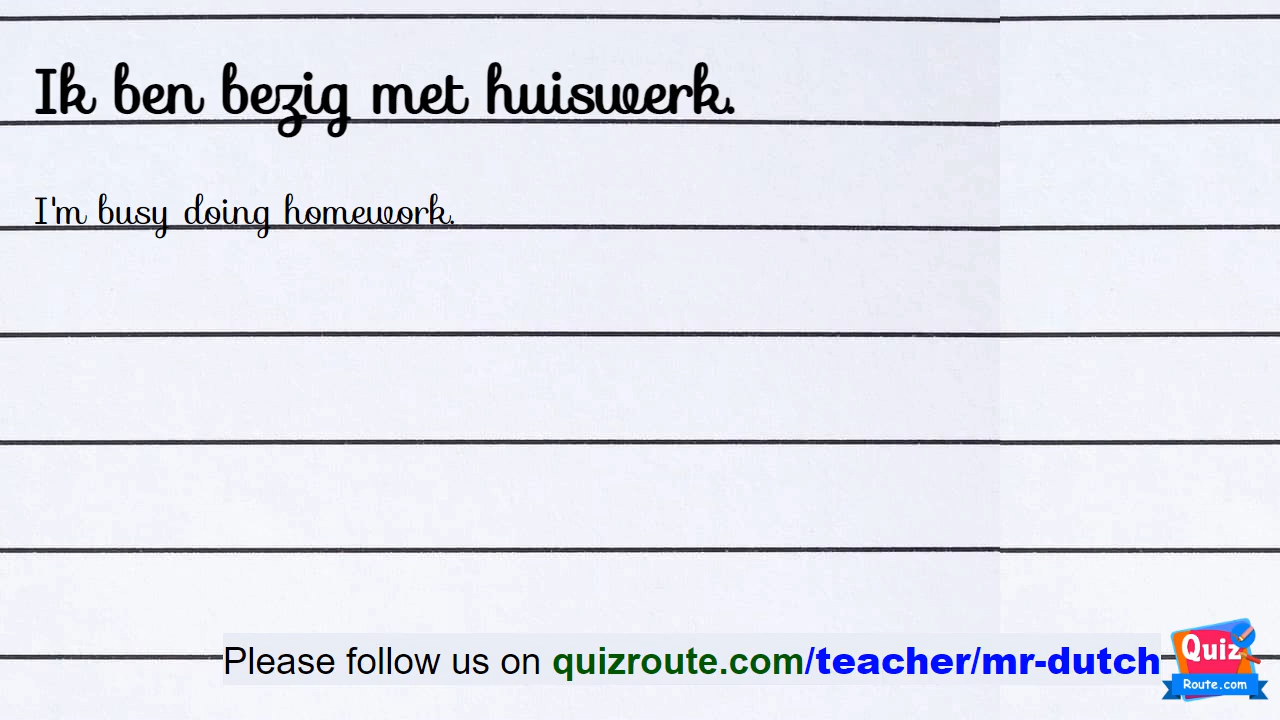 Ik ben bezig met huiswerk.
I'm busy doing homework.
Please follow us on quizroute.com/teacher/mr-dutch
Quiz
Route.com